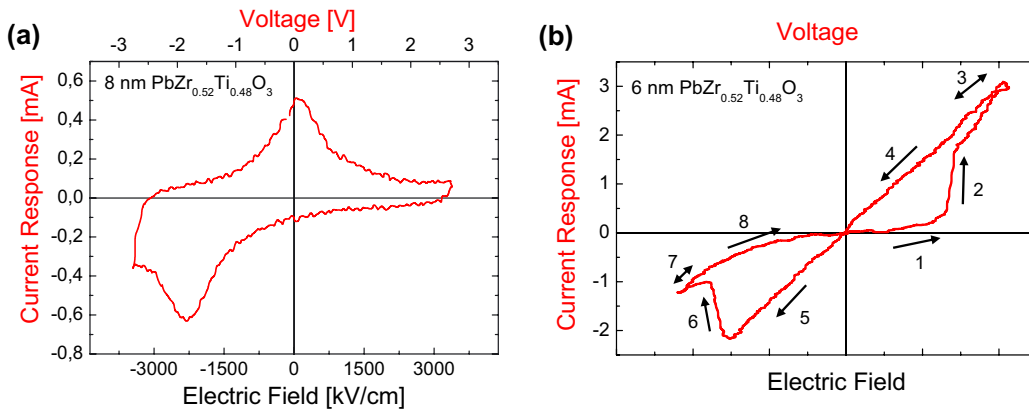 (a)
Voltage [V]
-3 -2 -1 0 1 2 3
8 nm PbZr0.52Ti0.48O3
Current Response [mA]
0,6
0,4
0,2
0,0
-0,2
-0,4
-0,6
-0,8
-3000 -1500 0 1500 3000
Electric Field [kV/cm]
(b)
Voltage
6 nm PbZr0.52Ti0.48O3
Current Response [mA]
3
2
1
0
-1
-2
3
4
2
1
8
7
6
5
Electric Field